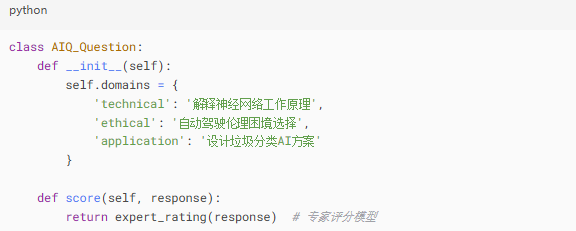 python
class AIQ_Question:
    def __init__(self):
        self.domains = {
            'technical': '解释神经网络工作原理',
            'ethical': '自动驾驶伦理困境选择',
            'application': '设计垃圾分类AI方案'
        }
    def score(self, response):
        return expert_rating(response)  # 专家评分模型